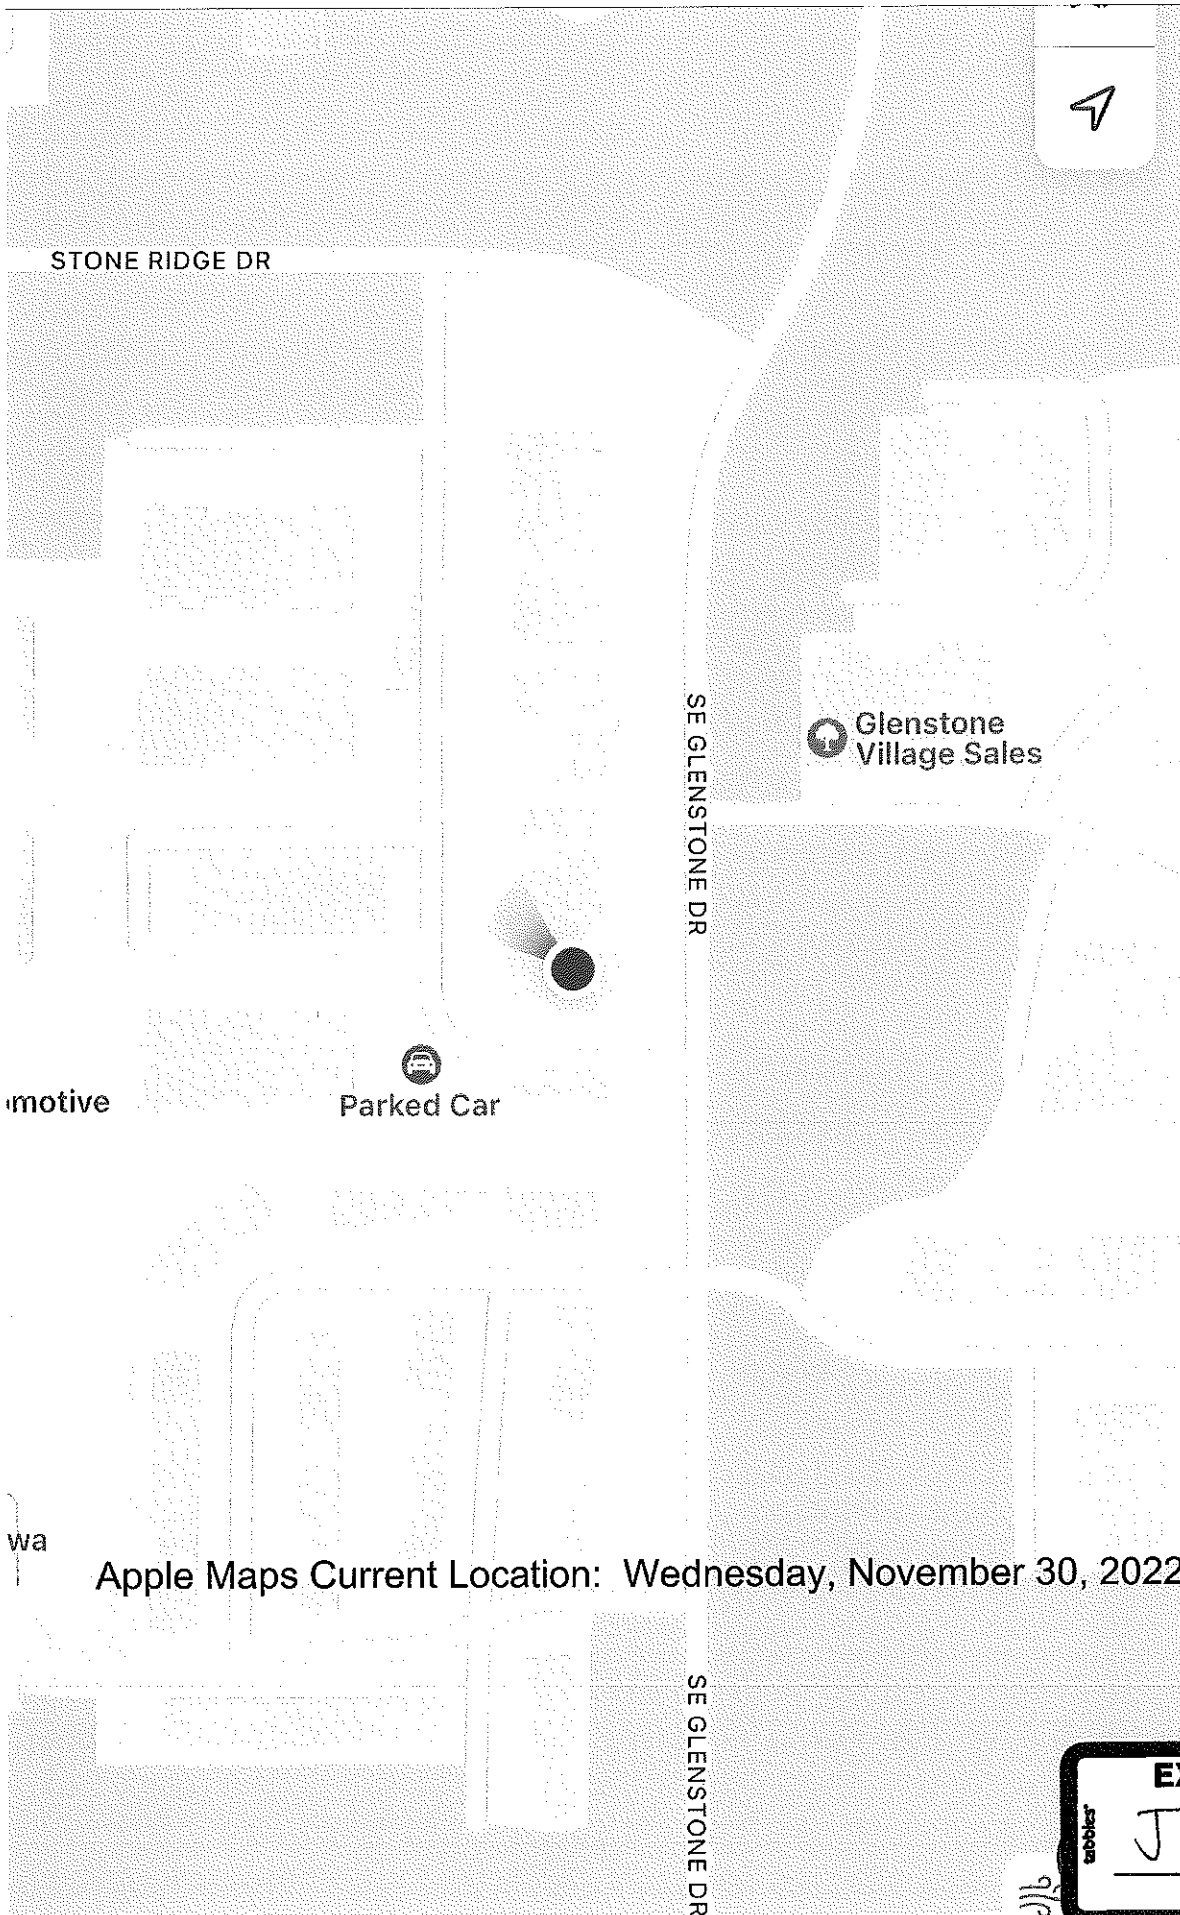 STONE RIDGE DR
SE GLENSTONE DR
Glenstone
Village Sales
motive
Parked Car
wa
Apple Maps Current Location:  Wednesday, November 30, 2022
SE GLENSTONE DR
EX
tabbies
J